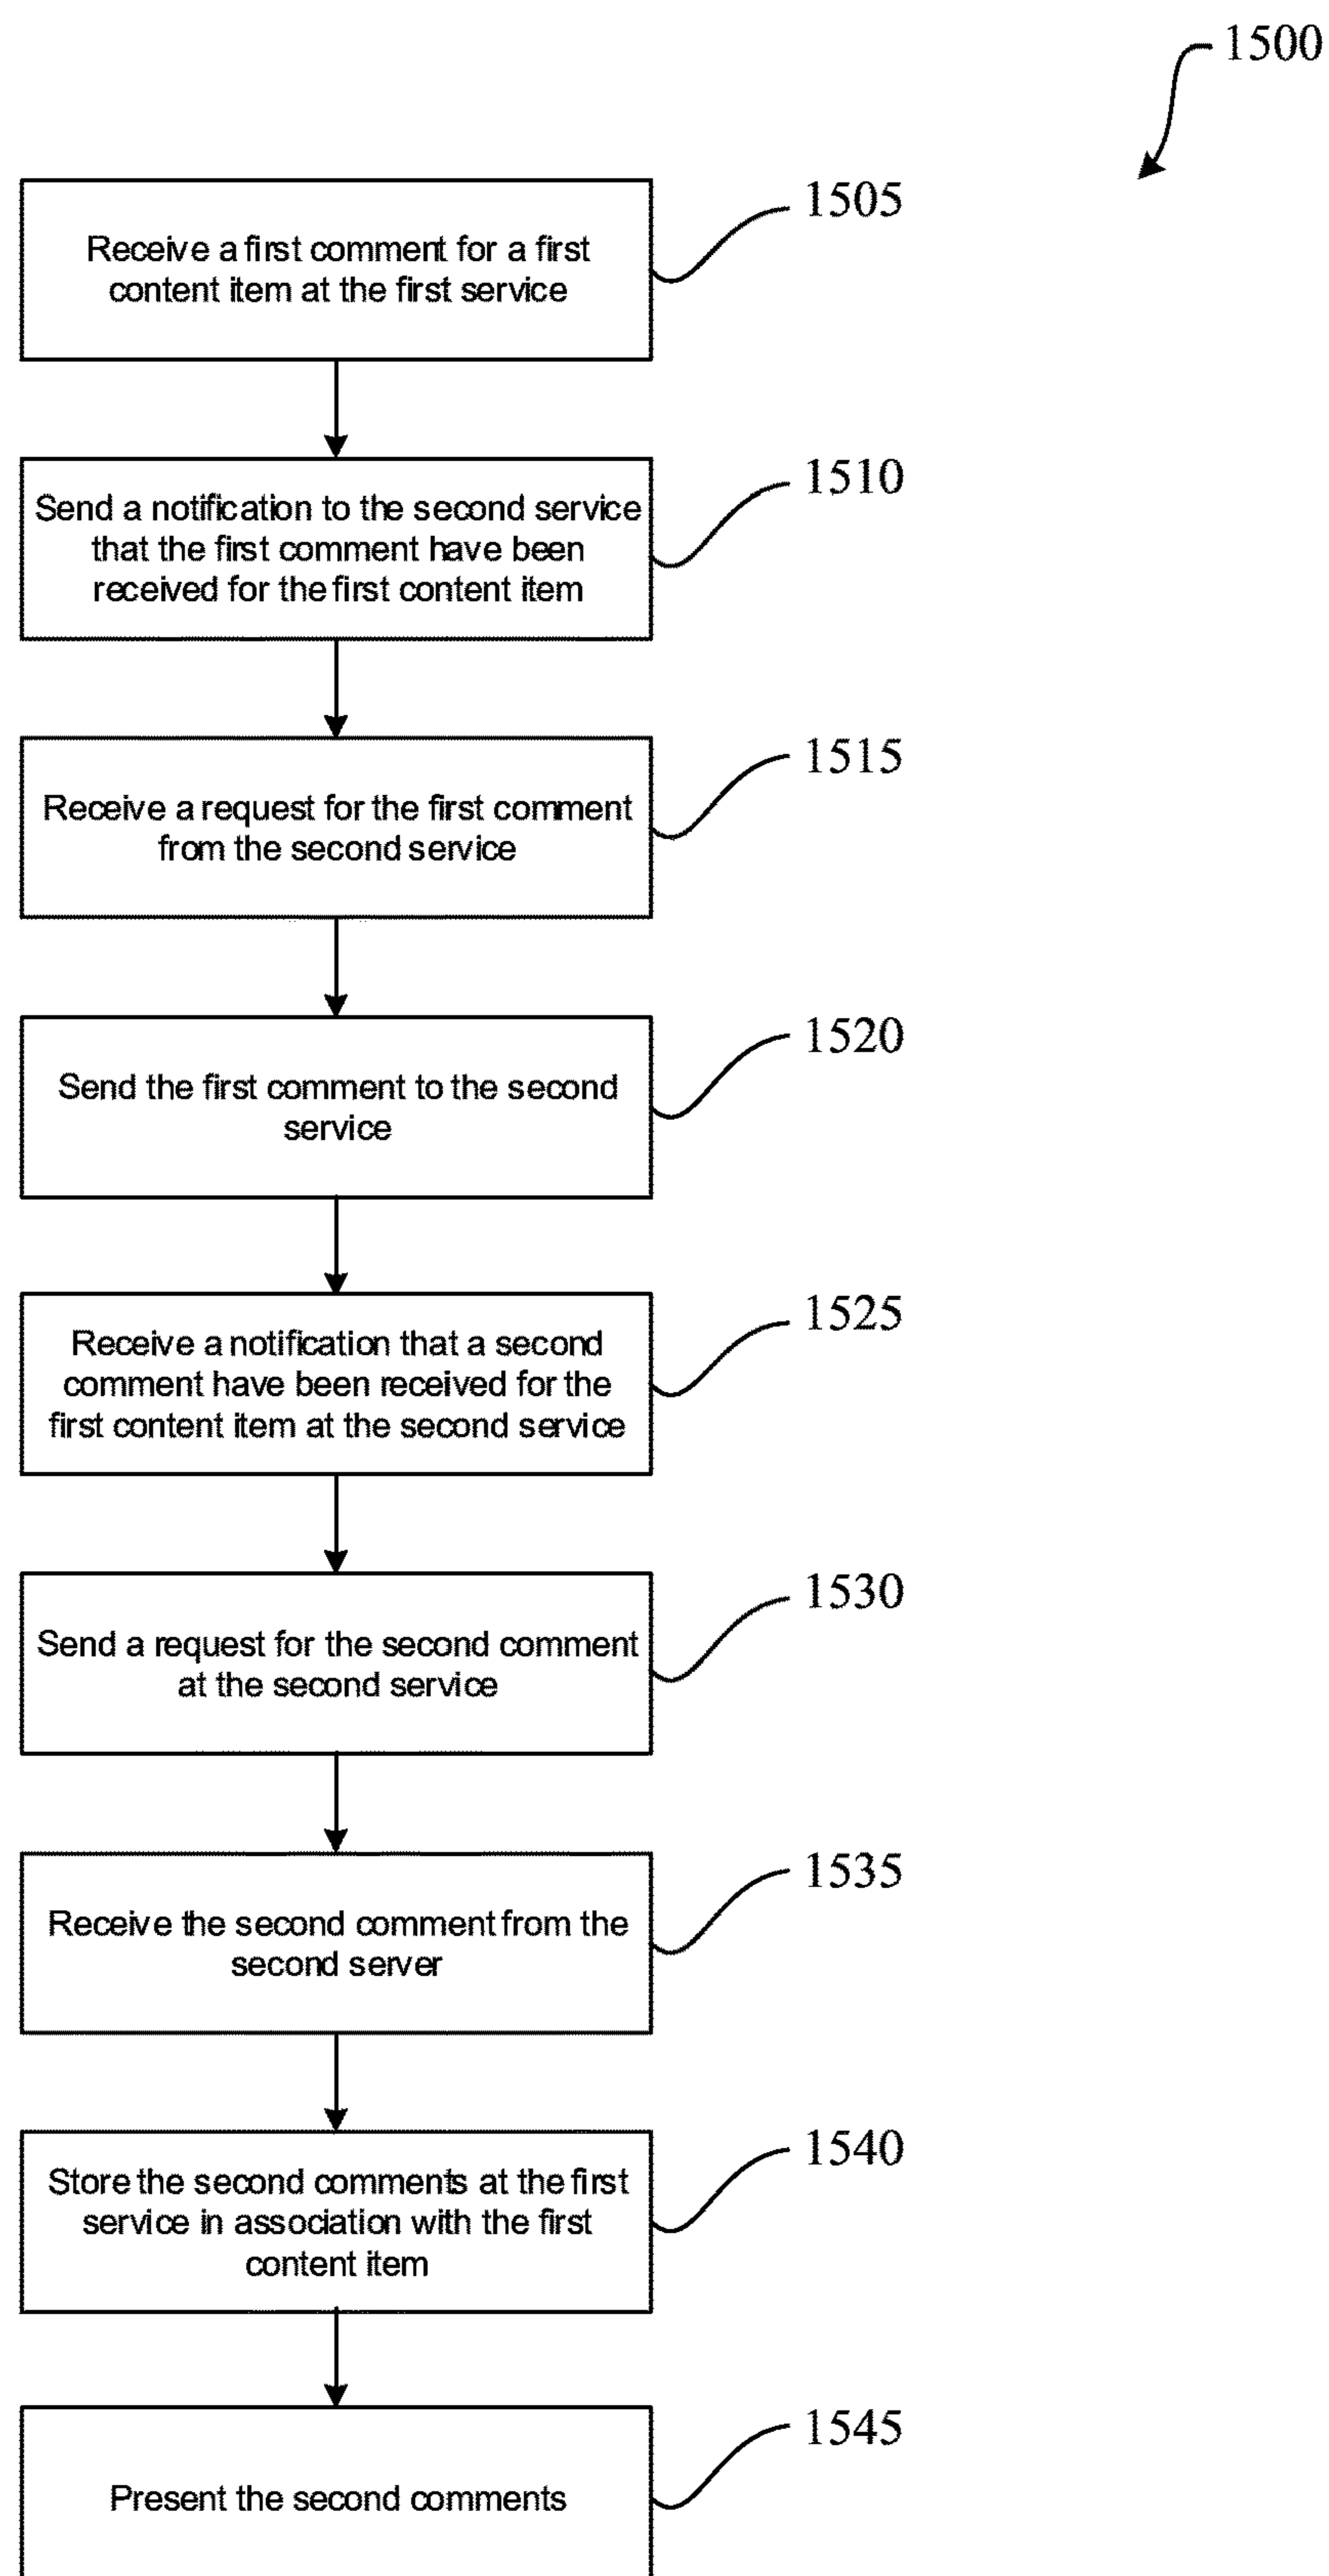 1500
Receive a first comment for a first
content item at the first service
1505
Send a notification to the second service
that the first comment have been
received for the first content item
1510
Receive a request for the first comment
from the second service
1515
Send the first comment to the second
service
1520
Receive a notification that a second
comment have been received for the
first content item at the second service
1525
Send a request for the second comment
at the second service
1530
Receive the second comment from the
second server
1535
Store the second comments at the first
service in association with the first
content item
1540
Present the second comments
1545